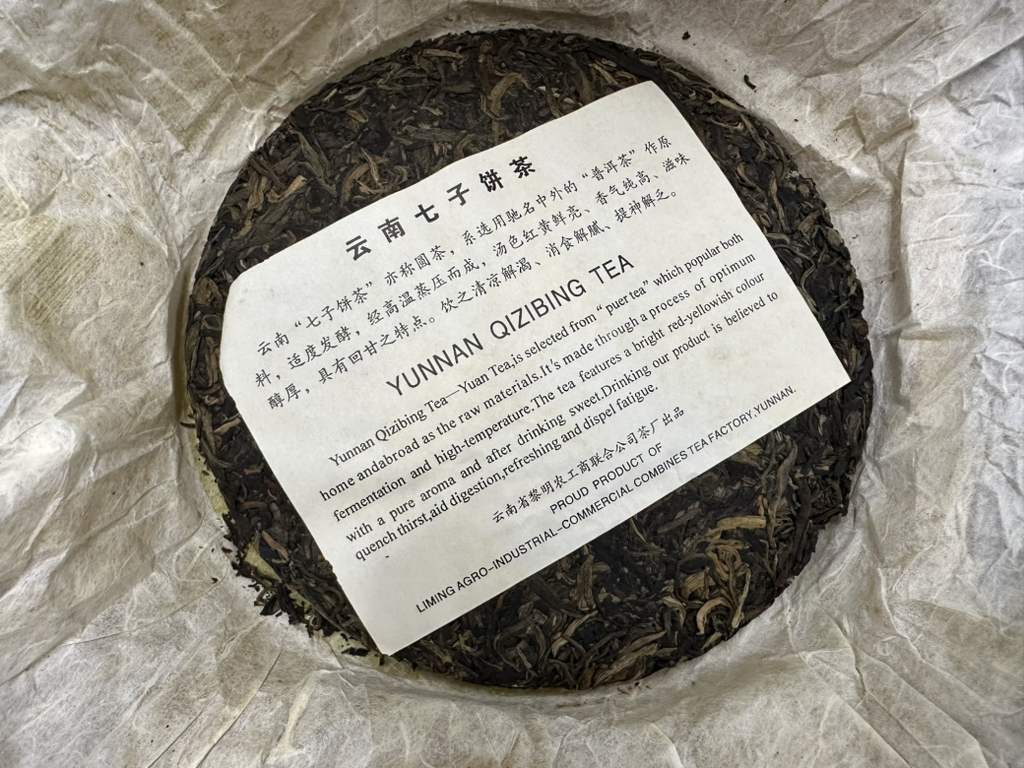 云南七子饼茶
云南“七子饼茶”亦称圆茶，系选用驰名中外的“普洱茶”作原
料，适度发酵，经高温蒸压而成，汤色红黄鲜亮、香气纯高、滋味
醇厚，具有回甘之特点。饮之清凉解渴、消食解腻、提神解乏。
YUNNAN QIZIBING TEA
Yunnan Qizibing Tea—Yuan Tea,is selected from “puer tea” which popular both
home andabroad as the raw materials.It's made through a process of optimum
fermentation and high-temperature.The tea features a bright red-yellowish colour
with a pure aroma and after drinking sweet.Drinking our product is believed to
quench thirst,aid digestion,refreshing and dispel fatigue.
云南省黎明农工商联合公司茶厂出品
PROUD PRODUCT OF
LIMING AGRO-INDUSTRIAL-COMMERCIAL COMBINES TEA FACTORY. YUNNAN.